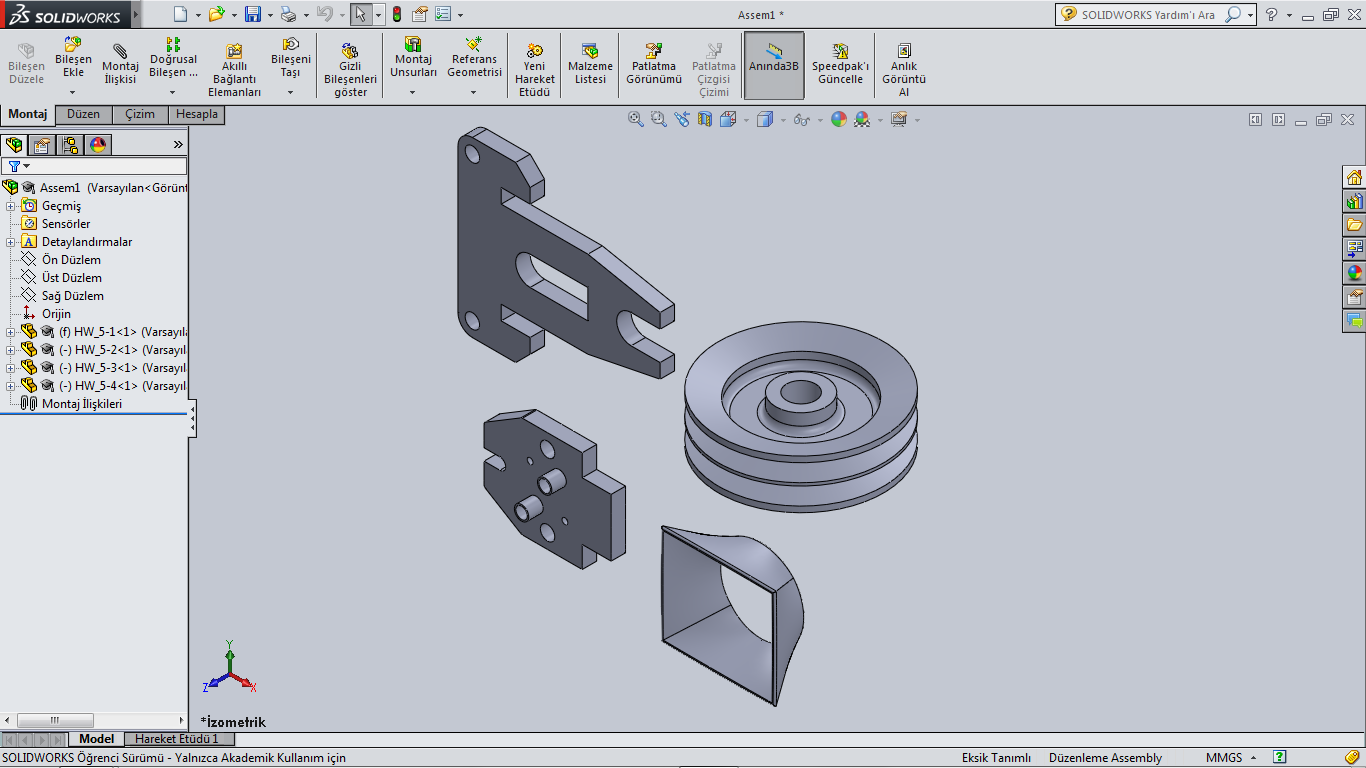 SOLIDWORKS
Assem1 *
SOLIDWORKS Yardım'ı Ara
Bileşen Düzele
Bileşen Ekle
Montaj İlişkisi
Doğrusal Bileşen ...
Akıllı Bağlantı Elemanları
Bileşeni Taşı
Gizli Bileşenleri göster
Montaj Unsurları
Referans Geometrisi
Yeni Hareket Etüdü
Malzeme Listesi
Patlatma Görünümü
Patlatma Çizgisi Çizimi
Anında3B
Speedpak'ı Güncelle
Anlık Görüntü Al
Montaj
Düzen
Çizim
Hesapla
Assem1 (Varsayılan<Görünt
Geçmiş
Sensörler
A Detaylandırmalar
Ön Düzlem
Üst Düzlem
Sağ Düzlem
Orijin
(f) HW_5-1<1> (Varsayıla
(-) HW_5-2<1> (Varsayıl
(-) HW_5-3<1> (Varsayıl
(-) HW_5-4<1> (Varsayıl
Montaj İlişkileri
Y
Z
X
*İzometrik
Model
Hareket Etüdü 1
SOLIDWORKS Öğrenci Sürümü - Yalnızca Akademik Kullanım için
Eksik Tanımlı
Düzenleme Assembly
MMGS